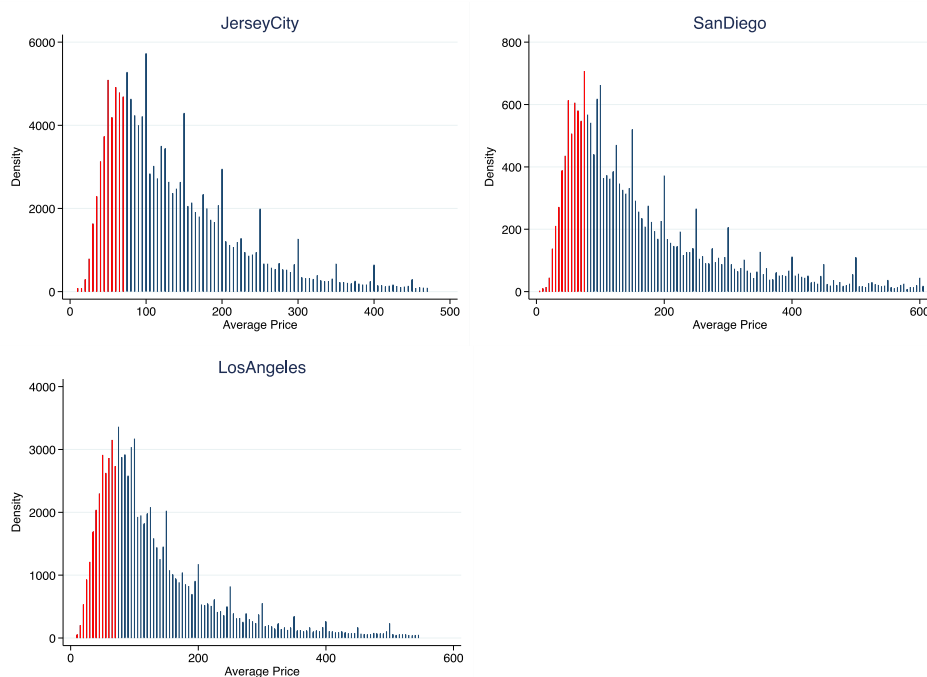 JerseyCity
6000
4000
2000
0
Density
0 100 200 300 400 500
Average Price
SanDiego
800
600
400
200
0
Density
0 200 400 600
Average Price
LosAngeles
4000
3000
2000
1000
0
Density
0 200 400 600
Average Price